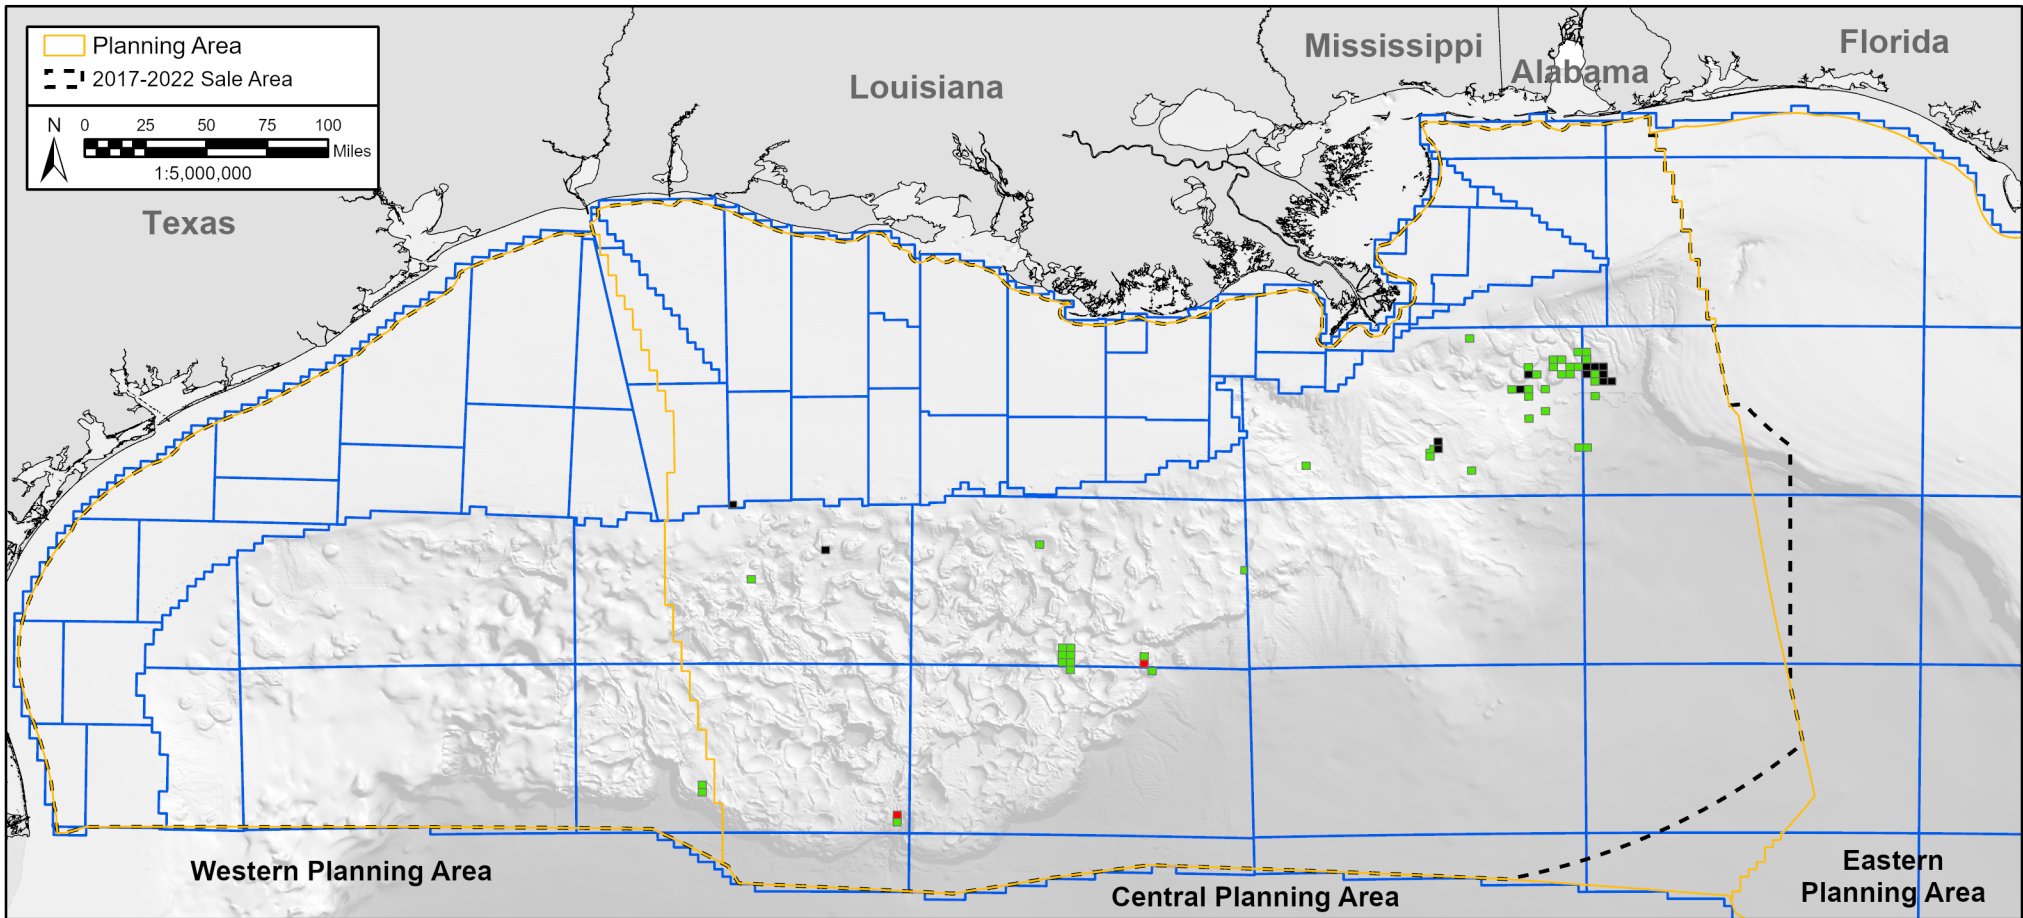 Planning Area
2017-2022 Sale Area
N
0 25 50 75 100
Miles
1:5,000,000
Texas
Louisiana
Mississippi
Alabama
Florida
Western Planning Area
Central Planning Area
Eastern
Planning Area